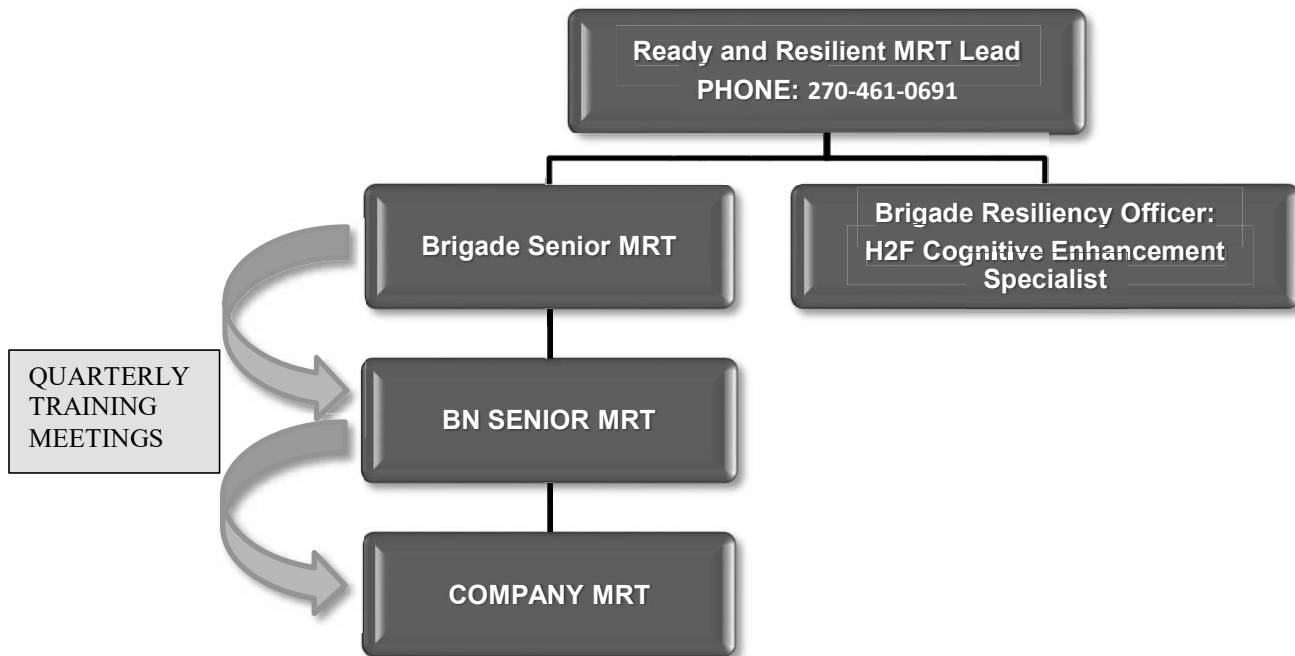 Ready and Resilient MRT Lead
PHONE: 270-461-0691
Brigade Senior MRT
Brigade Resiliency Officer:
H2F Cognitive Enhancement
Specialist
QUARTERLY
TRAINING
MEETINGS
BN SENIOR MRT
COMPANY MRT